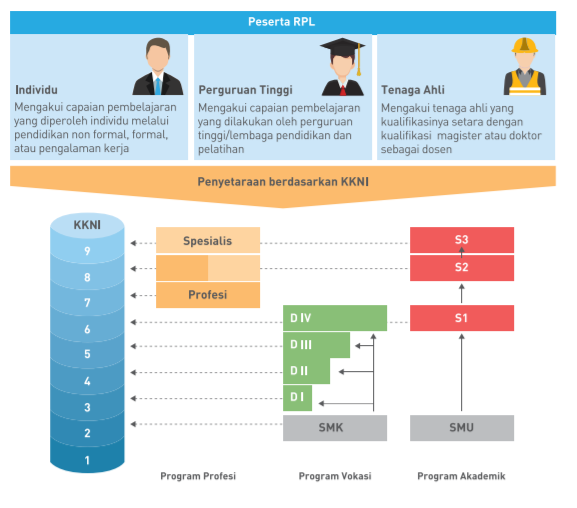 Peserta RPL
Individu
Mengakui capaian pembelajaran
yang diperoleh individu melalui
pendidikan non formal, formal,
atau pengalaman kerja
Perguruan Tinggi
Mengakui capaian pembelajaran
yang dilakukan oleh perguruan
tinggi/lembaga pendidikan dan
pelatihan
Tenaga Ahli
Mengakui tenaga ahli yang
kualifikasinya setara dengan
kualifikasi magister atau doktor
sebagai dosen
Penyetaraan berdasarkan KKNI
KKNI
9
8
7
6
5
4
3
2
1
Spesialis
Profesi
Program Profesi
D IV
D III
D II
D I
SMK
Program Vokasi
S3
S2
S1
SMU
Program Akademik